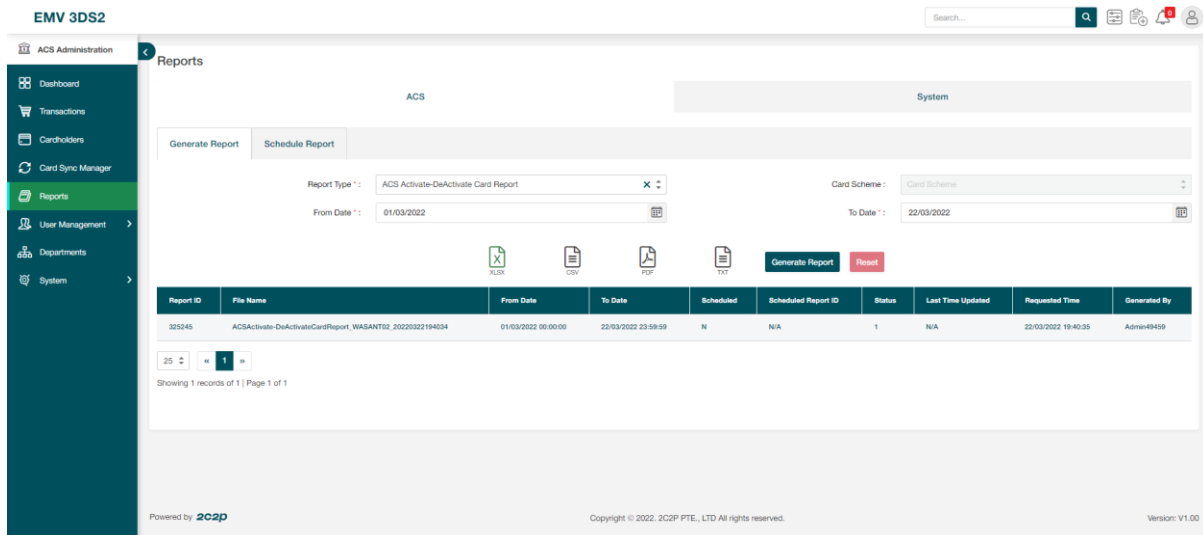 EMV 3DS2
Search...
0
ACS Administration
Dashboard
Transactions
Cardholders
Card Sync Manager
Reports
User Management
Departments
System
Reports
ACS System
Generate Report Schedule Report
Report Type * : ACS Activate-DeActivate Card Report Card Scheme : Card Scheme
From Date * : 01/03/2022 To Date * : 22/03/2022
XLSX CSV PDF TXT Generate Report Reset
Report ID File Name From Date To Date Scheduled Scheduled Report ID Status Last Time Updated Requested Time Generated By
325245 ACSActivate-DeActivateCardReport_WASANT02_20220322194034 01/03/2022 00:00:00 22/03/2022 23:59:59 N N/A 1 N/A 22/03/2022 19:40:35 Admin49459
25 « 1 »
Showing 1 records of 1 | Page 1 of 1
Powered by 2C2P Copyright © 2022. 2C2P PTE., LTD All rights reserved. Version: V1.00